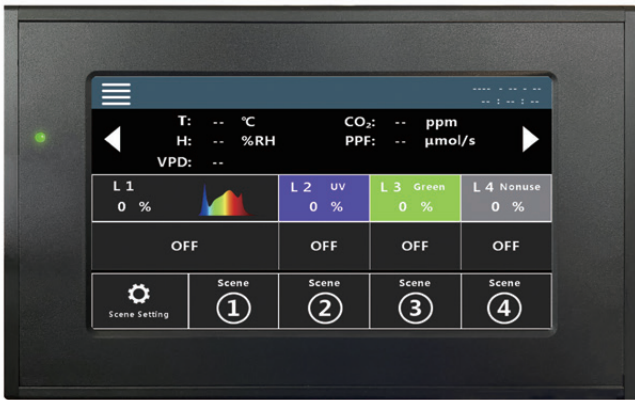 ---- - -- - --
-- : -- : --
T: -- ℃ CO₂: -- ppm
H: -- %RH PPF: -- μmol/s
VPD: --
L 1
0 %
L 2 UV
0 %
L 3 Green
0 %
L 4 Nonuse
0 %
OFF OFF OFF OFF
Scene Setting
Scene
1
Scene
2
Scene
3
Scene
4